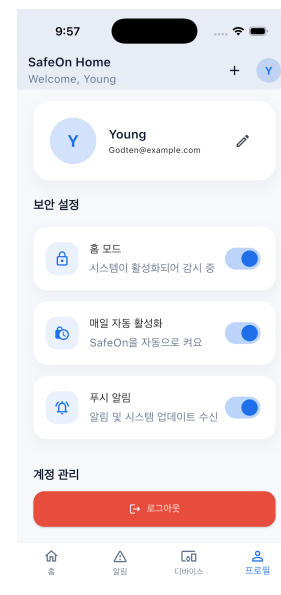 9:57
SafeOn Home
Welcome, Young
Y
Y
Young
Godten@example.com
보안 설정
홈 모드
시스템이 활성화되어 감시 중
매일 자동 활성화
SafeOn을 자동으로 켜요
푸시 알림
알림 및 시스템 업데이트 수신
계정 관리
로그아웃
홈
알림
디바이스
프로필